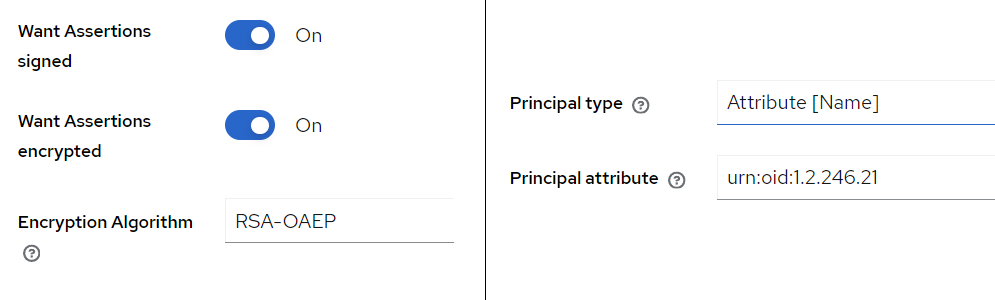 Want Assertions
signed
On
Want Assertions
encrypted
On
Encryption Algorithm
RSA-OAEP
Principal type
Attribute [Name]
Principal attribute
urn:oid:1.2.246.21